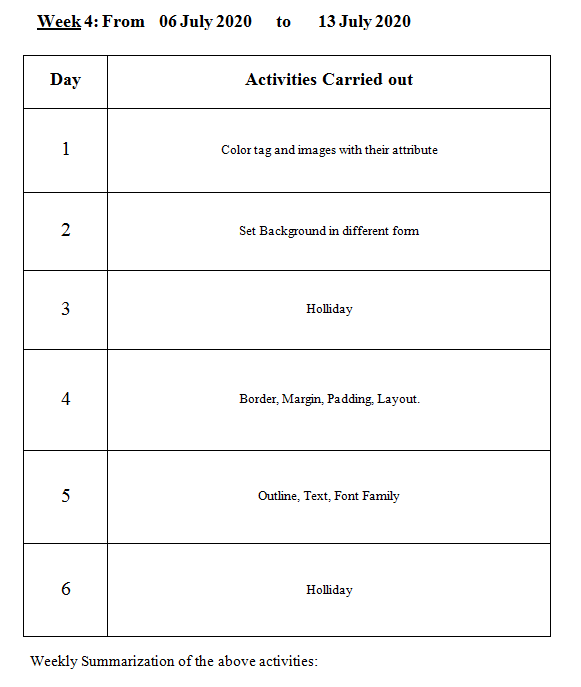 Week 4: From 06 July 2020 to 13 July 2020
Day Activities Carried out
1 Color tag and images with their attribute
2 Set Background in different form
3 Holliday
4 Border, Margin, Padding, Layout.
5 Outline, Text, Font Family
6 Holliday
Weekly Summarization of the above activities: